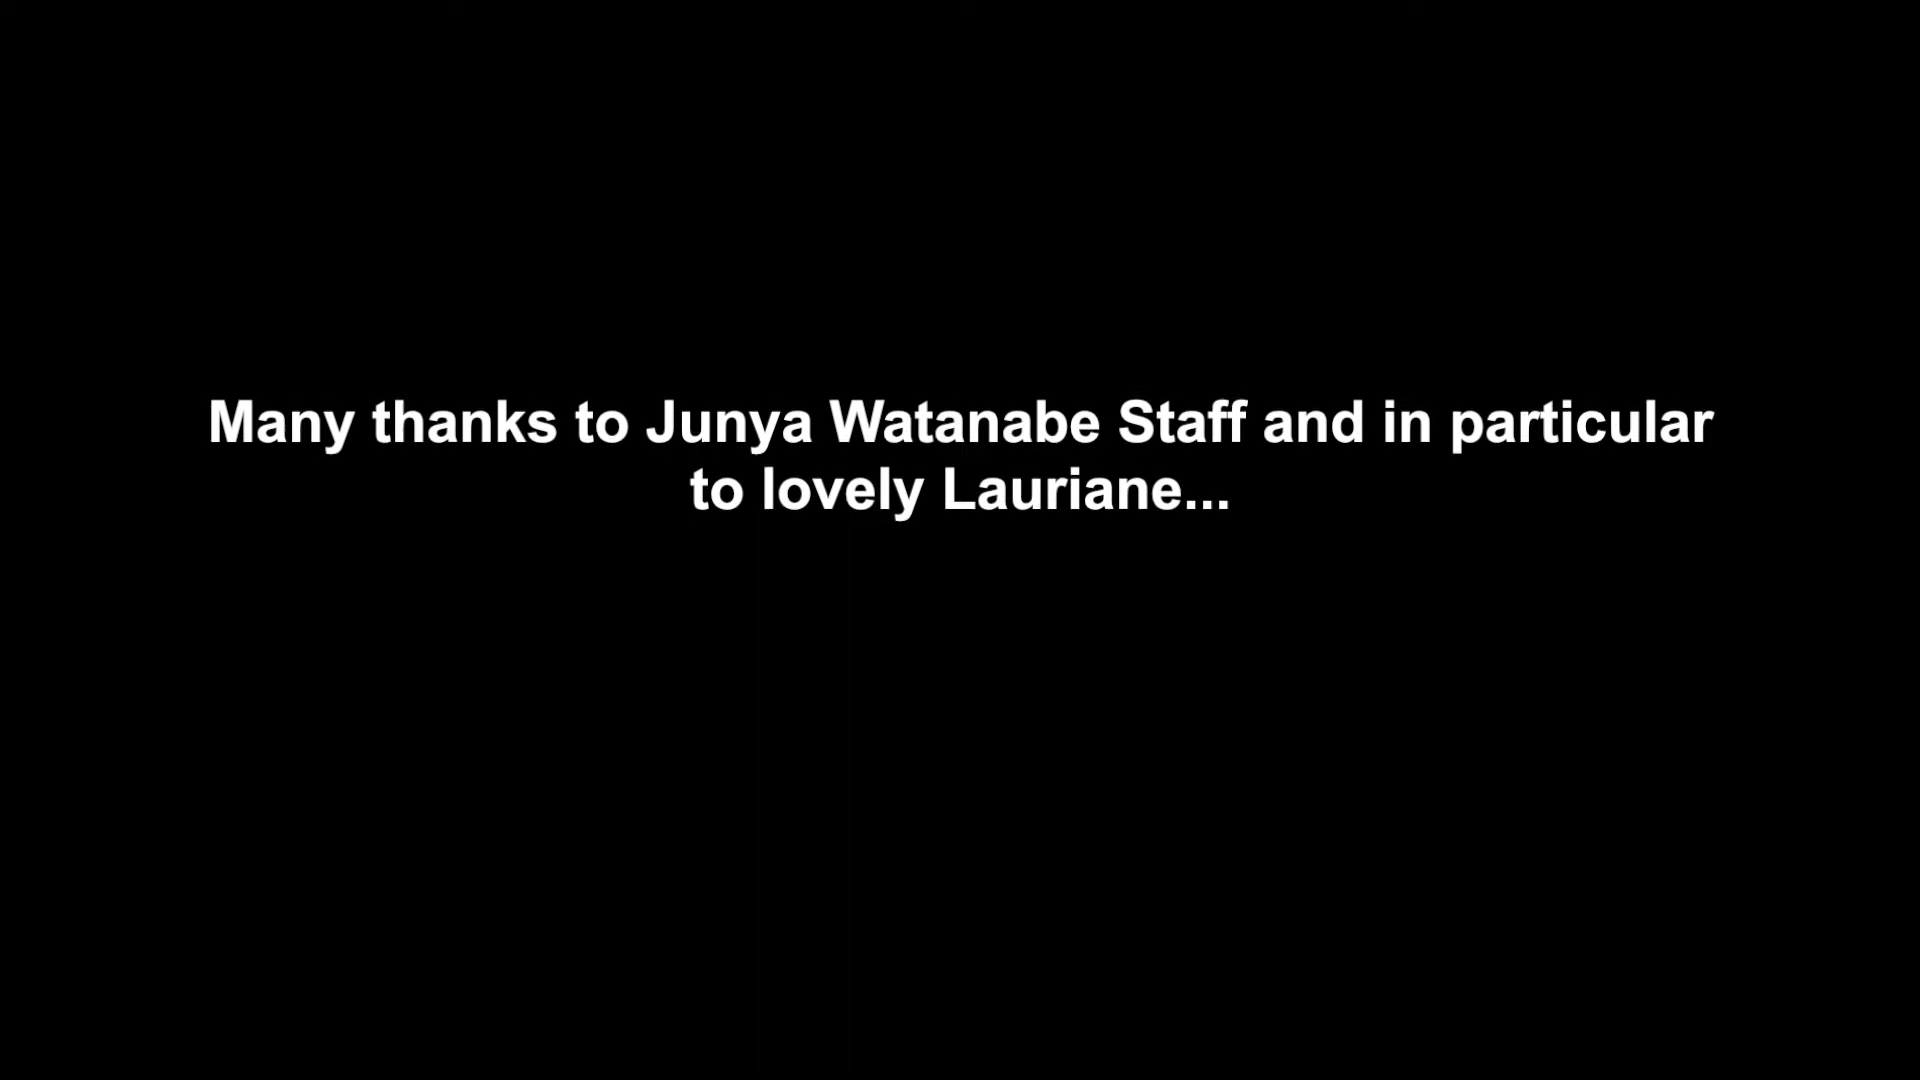 Many thanks to Junya Watanabe Staff and in particular
to lovely Lauriane...